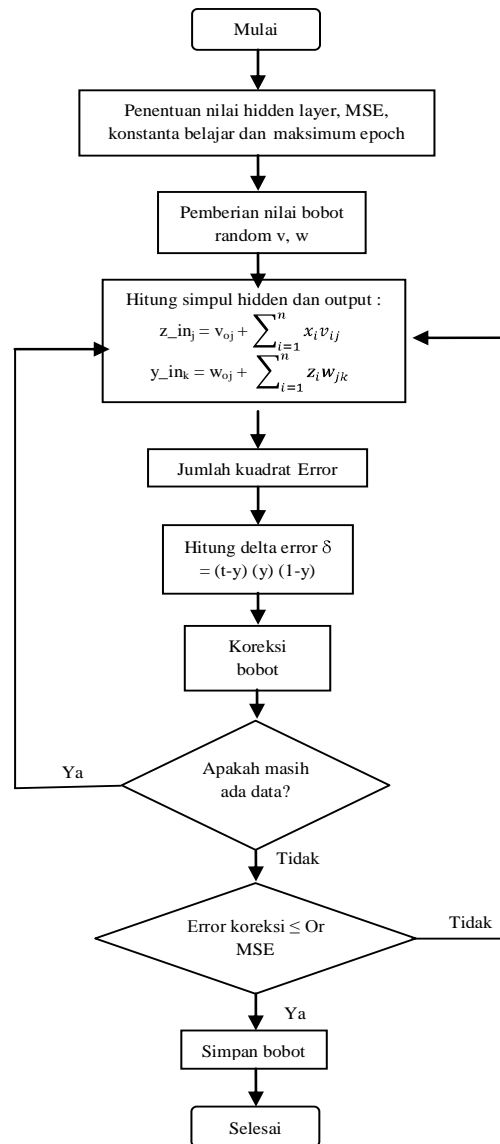 Mulai
Penentuan nilai hidden layer, MSE,
konstanta belajar dan maksimum epoch
Pemberian nilai bobot
random v, w
Hitung simpul hidden dan output :
z_inⱼ = vₒⱼ + ∑ᵢ₌₁ⁿ xᵢvᵢⱼ
y_inₖ = wₒⱼ + ∑ᵢ₌₁ⁿ zᵢwⱼₖ
Jumlah kuadrat Error
Hitung delta error δ
= (t-y) (y) (1-y)
Koreksi
bobot
Ya
Apakah masih
ada data?
Tidak
Error koreksi ≤ Or
MSE
Tidak
Ya
Simpan bobot
Selesai